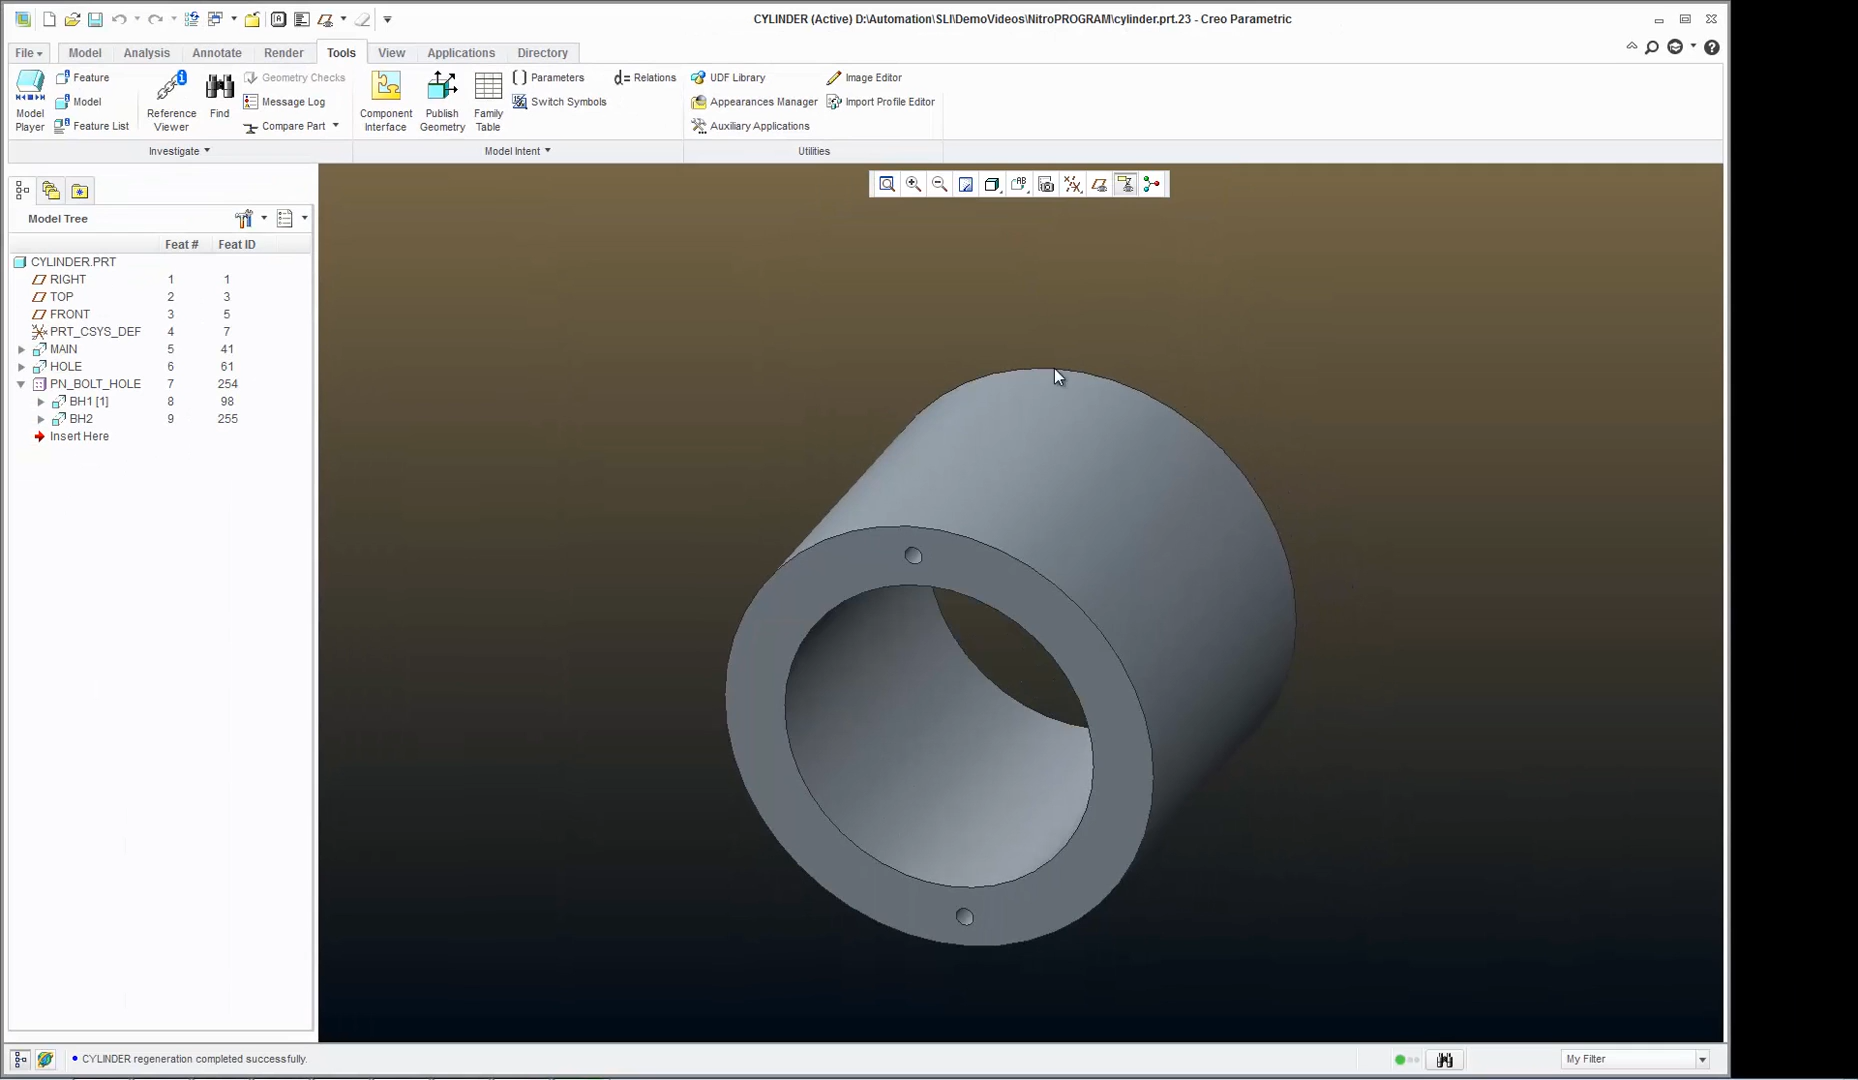 CYLINDER (Active) D:\Automation\SLI\DemoVideos\NitroPROGRAM\cylinder.prt.23 - Creo Parametric
File Model Analysis Annotate Render Tools View Applications Directory
Model Player
Feature
Model
Feature List
Reference Viewer
Find
Geometry Checks
Message Log
Compare Part
Component Interface
Publish Geometry
Family Table
Parameters
Switch Symbols
d= Relations
UDF Library
Appearances Manager
Auxiliary Applications
Image Editor
Import Profile Editor
Investigate Model Intent Utilities
Model Tree
Feat # Feat ID
CYLINDER.PRT
RIGHT 1 1
TOP 2 3
FRONT 3 5
PRT_CSYS_DEF 4 7
MAIN 5 41
HOLE 6 61
PN_BOLT_HOLE 7 254
BH1 [1] 8 98
BH2 9 255
Insert Here
CYLINDER regeneration completed successfully.
My Filter